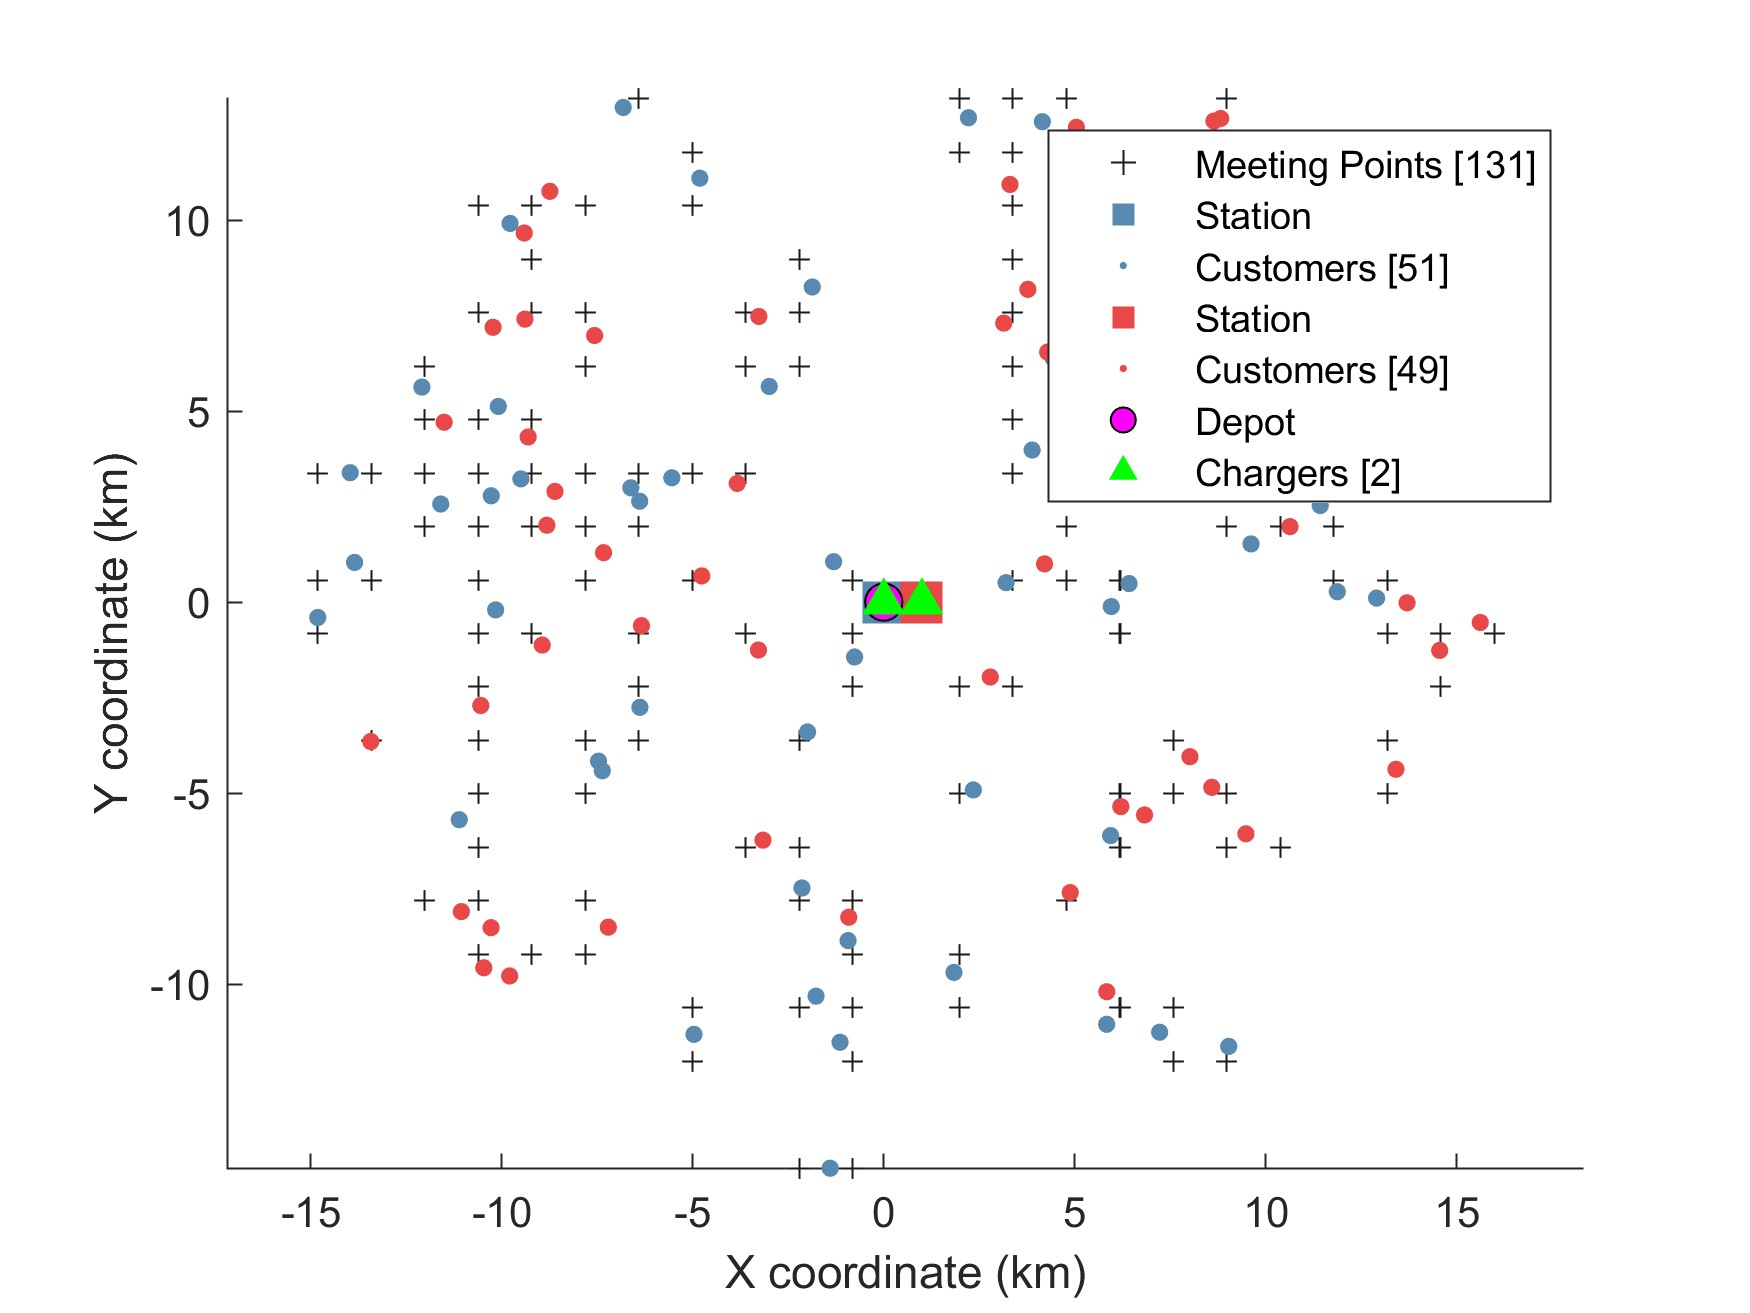 Meeting Points [131]
Station
Customers [51]
Station
Customers [49]
Depot
Chargers [2]
10
5
0
-5
-10
Y coordinate (km)
-15 -10 -5 0 5 10 15
X coordinate (km)